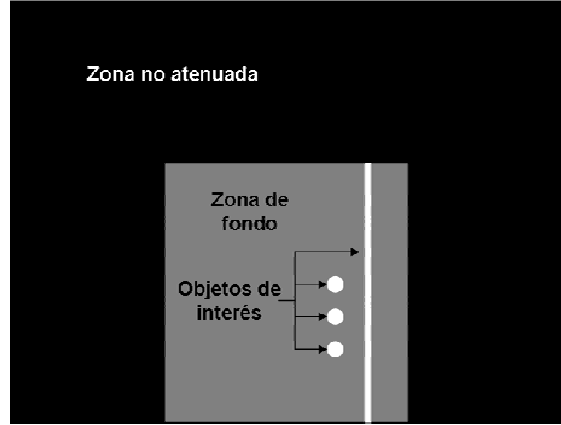 Zona no atenuada
Zona de
fondo
Objetos de
interés